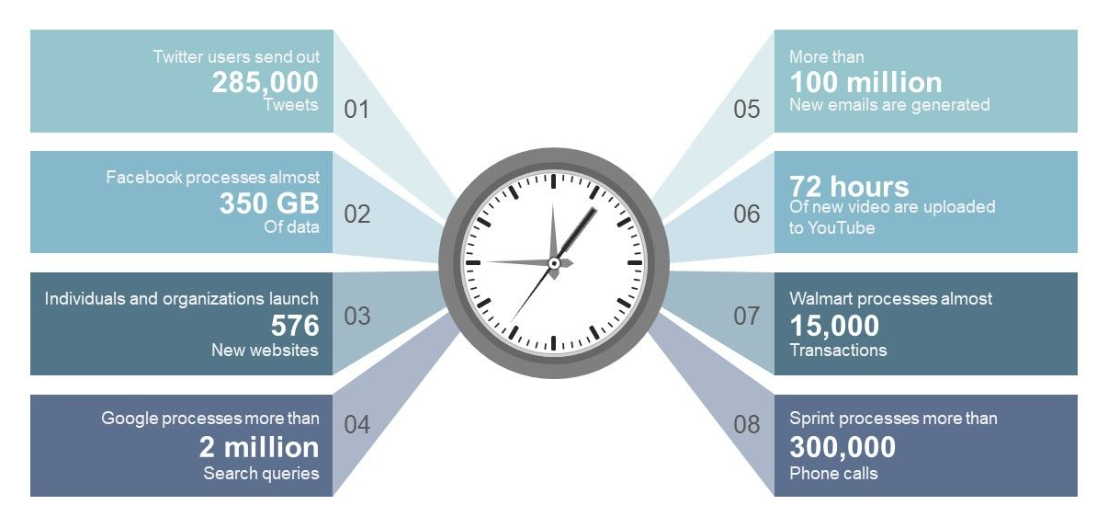 Twitter users send out
285,000
Tweets
01
Facebook processes almost
350 GB
Of data
02
Individuals and organizations launch
576
New websites
03
Google processes more than
2 million
Search queries
04
More than
100 million
New emails are generated
05
72 hours
Of new video are uploaded
to YouTube
06
Walmart processes almost
15,000
Transactions
07
Sprint processes more than
300,000
Phone calls
08